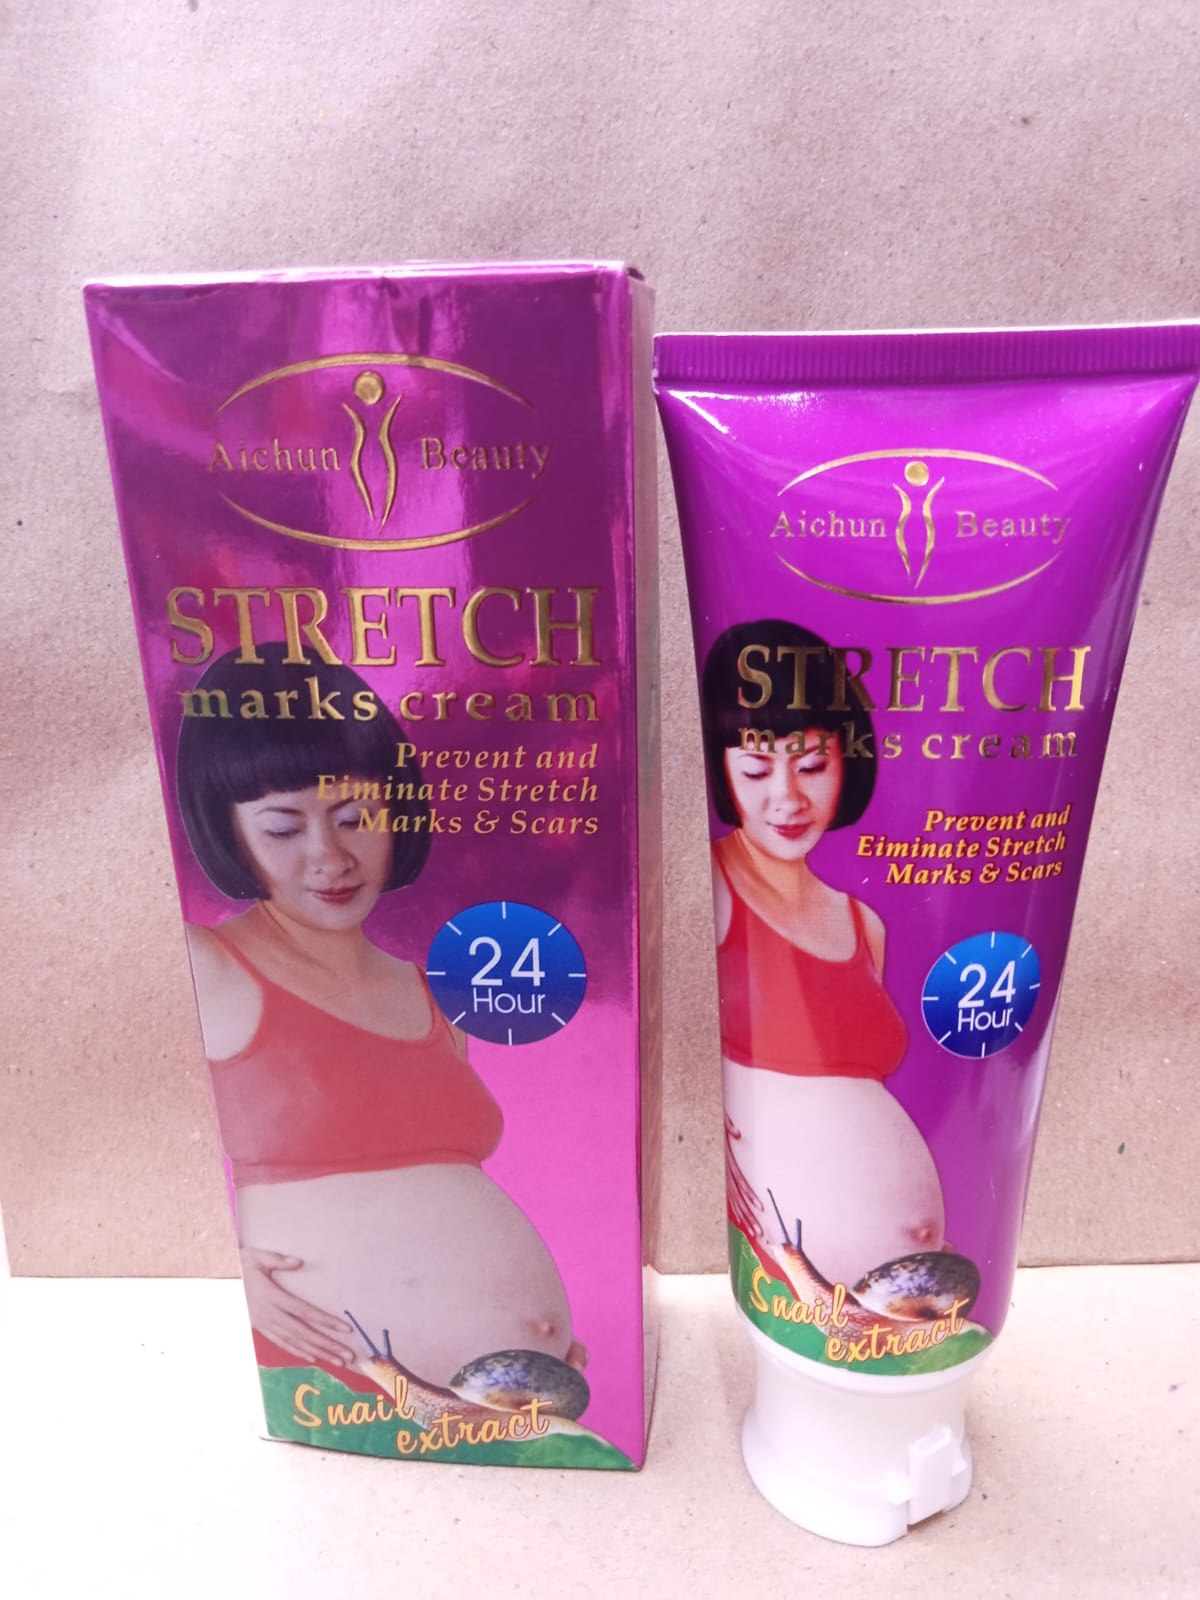 Aichun Beauty
STRETCH
marks cream
Prevent and
Eiminate Stretch
Marks & Scars
24
Hour
Snail
extract
Aichun Beauty
STRETCH
marks cream
Prevent and
Eiminate Stretch
Marks & Scars
24
Hour
Snail
extract